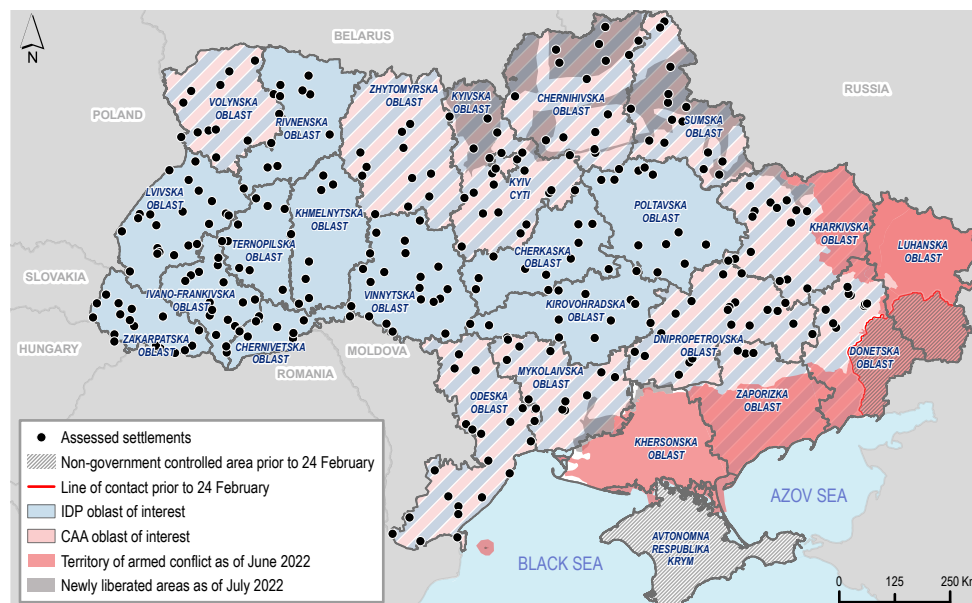 N
BELARUS
POLAND
RUSSIA
SLOVAKIA
HUNGARY
ROMANIA
MOLDOVA
VOLYNSKA
OBLAST
RIVNENSKA
OBLAST
ZHYTOMYRSKA
OBLAST
KYIVSKA
OBLAST
CHERNIHIVSKA
OBLAST
SUMSKA
OBLAST
KYIV
CYTI
LVIVSKA
OBLAST
TERNOPILSKA
OBLAST
KHMELNYTSKA
OBLAST
POLTAVSKA
OBLAST
KHARKIVSKA
OBLAST
LUHANSKA
OBLAST
CHERKASKA
OBLAST
VINNYTSKA
OBLAST
IVANO-FRANKIVSKA
OBLAST
ZAKARPATSKA
OBLAST
CHERNIVETSKA
OBLAST
KIROVOHRADSKA
OBLAST
DNIPROPETROVSKA
OBLAST
DONETSKA
OBLAST
MYKOLAIVSKA
OBLAST
ODESKA
OBLAST
ZAPORIZKA
OBLAST
KHERSONSKA
OBLAST
AVTONOMNA
RESPUBLIKA
KRYM
AZOV SEA
BLACK SEA
Assessed settlements
Non-government controlled area prior to 24 February
Line of contact prior to 24 February
IDP oblast of interest
CAA oblast of interest
Territory of armed conflict as of June 2022
Newly liberated areas as of July 2022
0 125 250 Km